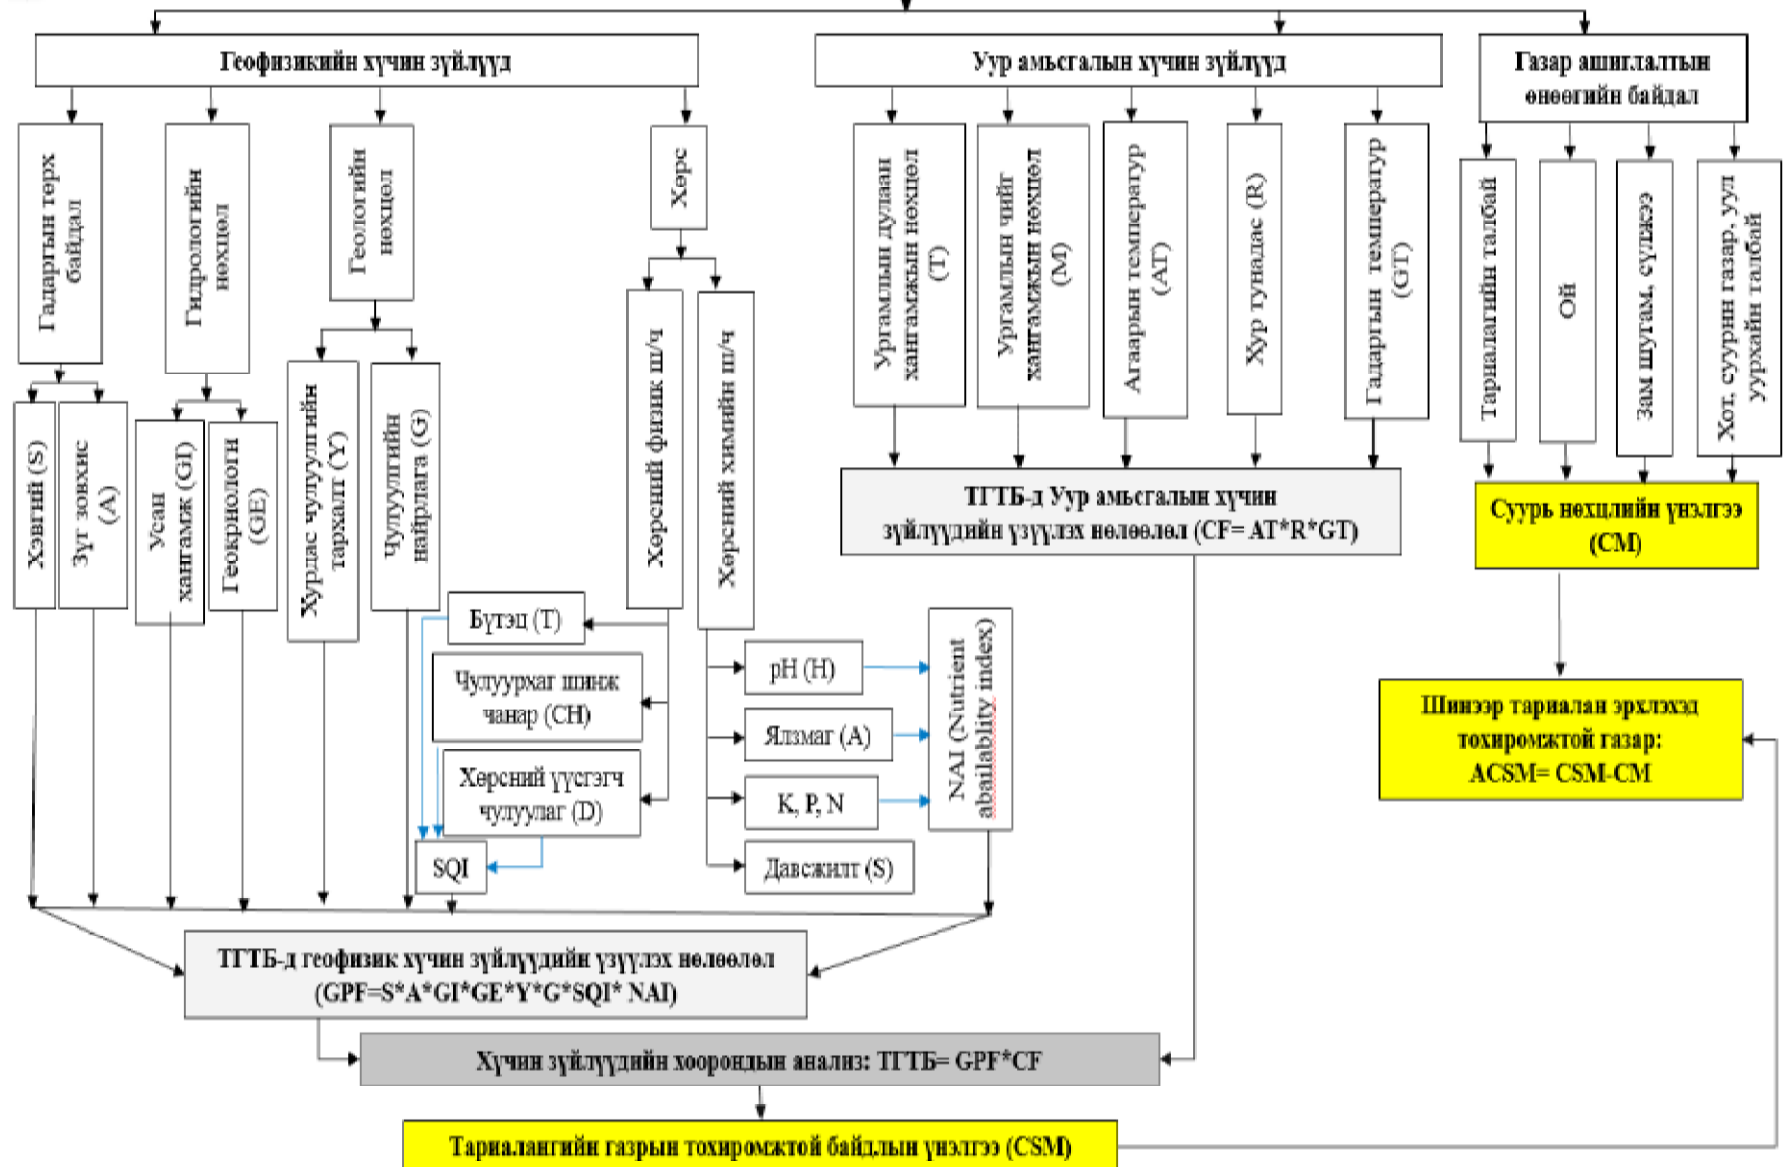 Геофизикийн хүчин зүйлүүд
Уур амьсгалын хүчин зүйлүүд
Газар ашиглалтын
өнөөгийн байдал
Гадаргын төрх
байдал
Гидрологийн
нөхцөл
Геологийн
нөхцөл
Хөрс
Ургамлын дулаан
хангамжын нөхцөл
(T)
Ургамлын чийг
хангамжын нөхцөл
(M)
Агаарын температур
(AT)
Хур тунадас (R)
Гадаргын температур
(GT)
Тариалагийн талбай
Ой
Зам шугам, сүлжээ
Хот, суурин газар, уул
уурхайн талбай
Хэвгий (S)
Зүг зовхис
(A)
Усан
хангамж (GI)
Геокриологи
(GE)
Хурдас чулуулгийн
тархалт (Y)
Чулуулгийн
найрлага (G)
Хөрсний физик ш/ч
Хөрсний химийн ш/ч
ТГТБ-д Уур амьсгалын хүчин
зүйлүүдийн үзүүлэх нөлөөлөл (CF= AT*R*GT)
Суурь нөхцлийн үнэлгээ
(CM)
Бүтэц (T)
Чулуурхаг шинж
чанар (CH)
Хөрсний үүсгэгч
чулуулаг (D)
SQI
pH (H)
Ялзмаг (A)
K, P, N
Давсжилт (S)
NAI (Nutrient
abailablity index)
Шинээр тариалан эрхлэхэд
тохиромжтой газар:
ACSM= CSM-CM
ТГТБ-д геофизик хүчин зүйлүүдийн үзүүлэх нөлөөлөл
(GPF=S*A*GI*GE*Y*G*SQI* NAI)
Хүчин зүйлүүдийн хоорондын анализ: ТГТБ= GPF*CF
Тариалангийн газрын тохиромжтой байдлын үнэлгээ (CSM)